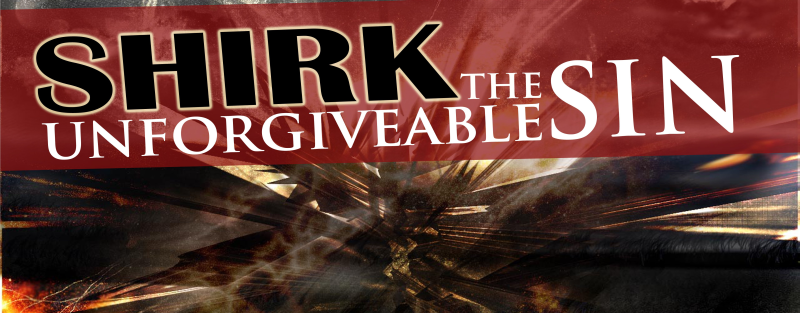 SHIRK THE
UNFORGIVEABLE SIN